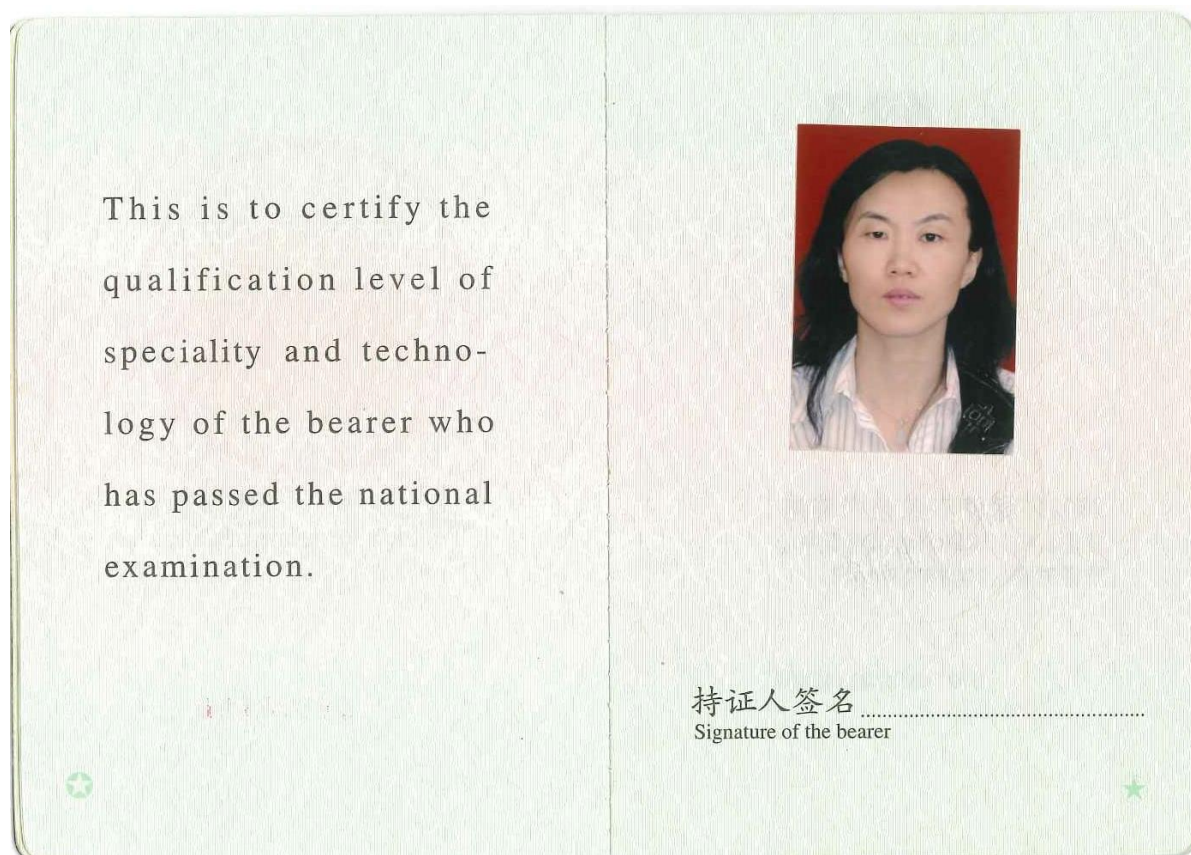 This is to certify the
qualification level of
speciality and techno-
logy of the bearer who
has passed the national
examination.
持证人签名
Signature of the bearer